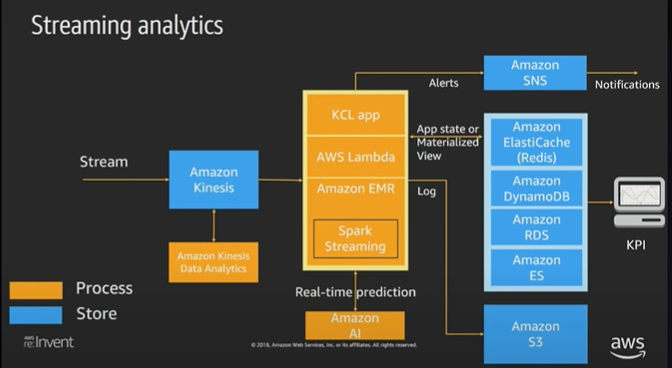 Streaming analytics
Amazon
SNS
Alerts
Notifications
KCL app
App state or
Materialized
View
Amazon
ElastiCache
(Redis)
Stream
Amazon
Kinesis
AWS Lambda
Amazon EMR
Log
Amazon
DynamoDB
Spark
Streaming
Amazon
RDS
KPI
Amazon Kinesis
Data Analytics
Amazon
ES
Process
Store
Real-time prediction
Amazon
AI
Amazon
S3
AWS
re:Invent
© 2018, Amazon Web Services, Inc. or its affiliates. All rights reserved.
aws